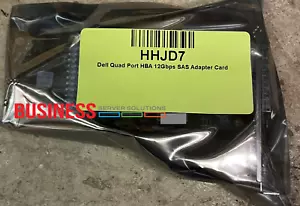 HHJD7
Dell Quad Port HBA 12Gbps SAS Adapter Card
BUSINESS
SERVER SOLUTIONS